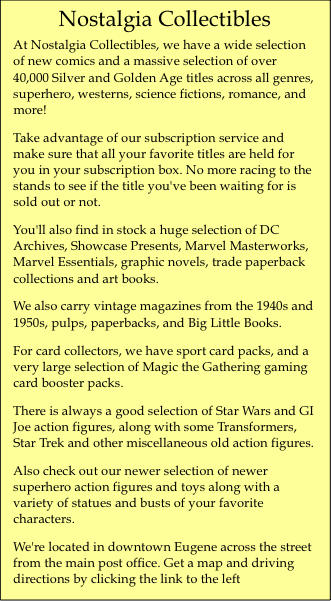 Nostalgia Collectibles
At Nostalgia Collectibles, we have a wide selection
of new comics and a massive selection of over
40,000 Silver and Golden Age titles across all genres,
superhero, westerns, science fictions, romance, and
more!
Take advantage of our subscription service and
make sure that all your favorite titles are held for
you in your subscription box. No more racing to the
stands to see if the title you've been waiting for is
sold out or not.
You'll also find in stock a huge selection of DC
Archives, Showcase Presents, Marvel Masterworks,
Marvel Essentials, graphic novels, trade paperback
collections and art books.
We also carry vintage magazines from the 1940s and
1950s, pulps, paperbacks, and Big Little Books.
For card collectors, we have sport card packs, and a
very large selection of Magic the Gathering gaming
card booster packs.
There is always a good selection of Star Wars and GI
Joe action figures, along with some Transformers,
Star Trek and other miscellaneous old action figures.
Also check out our newer selection of newer
superhero action figures and toys along with a
variety of statues and busts of your favorite
characters.
We're located in downtown Eugene across the street
from the main post office. Get a map and driving
directions by clicking the link to the left